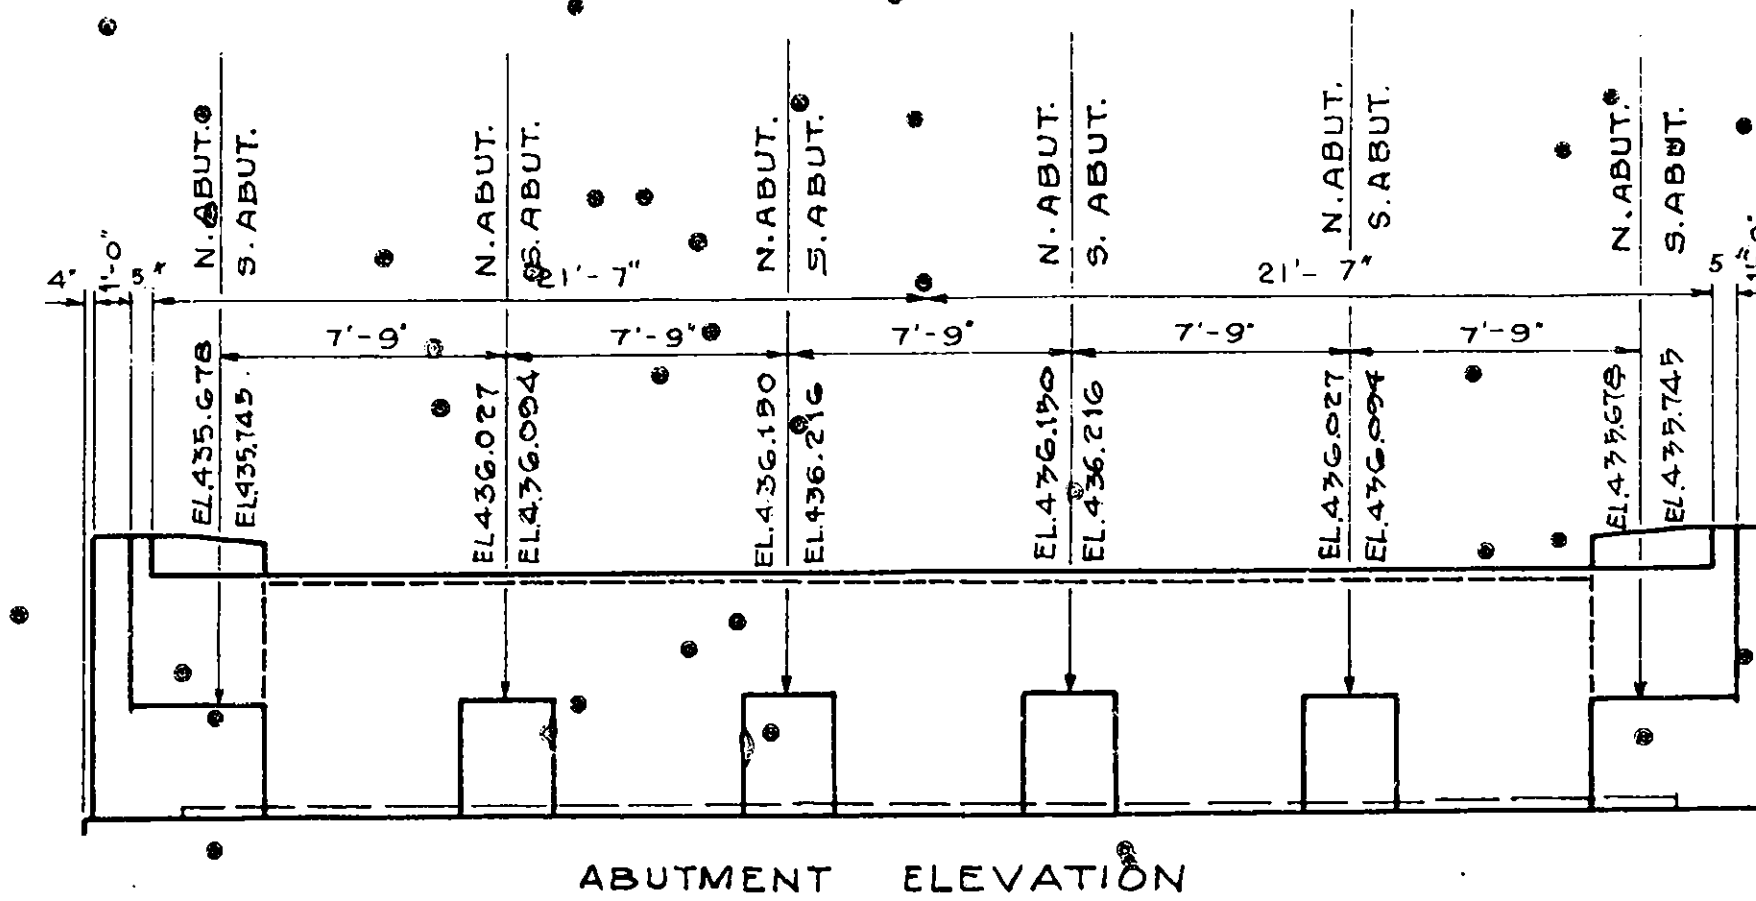 N. ABUT.
S. ABUT.
N. ABUT.
S. ABUT.
N. ABUT.
S. ABUT.
N. ABUT.
S. ABUT.
N. ABUT.
S. ABUT.
N. ABUT.
S. ABUT.
4"
1'-0"
5"
21'-7"
21'-7"
5"
7'-9"
7'-9"
7'-9"
7'-9"
7'-9"
EL.435.678
EL.435.745
EL.436.027
EL.436.094
EL.436.150
EL.436.216
EL.436.150
EL.436.216
EL.436.027
EL.436.094
EL.435.678
EL.435.745
ABUTMENT ELEVATION